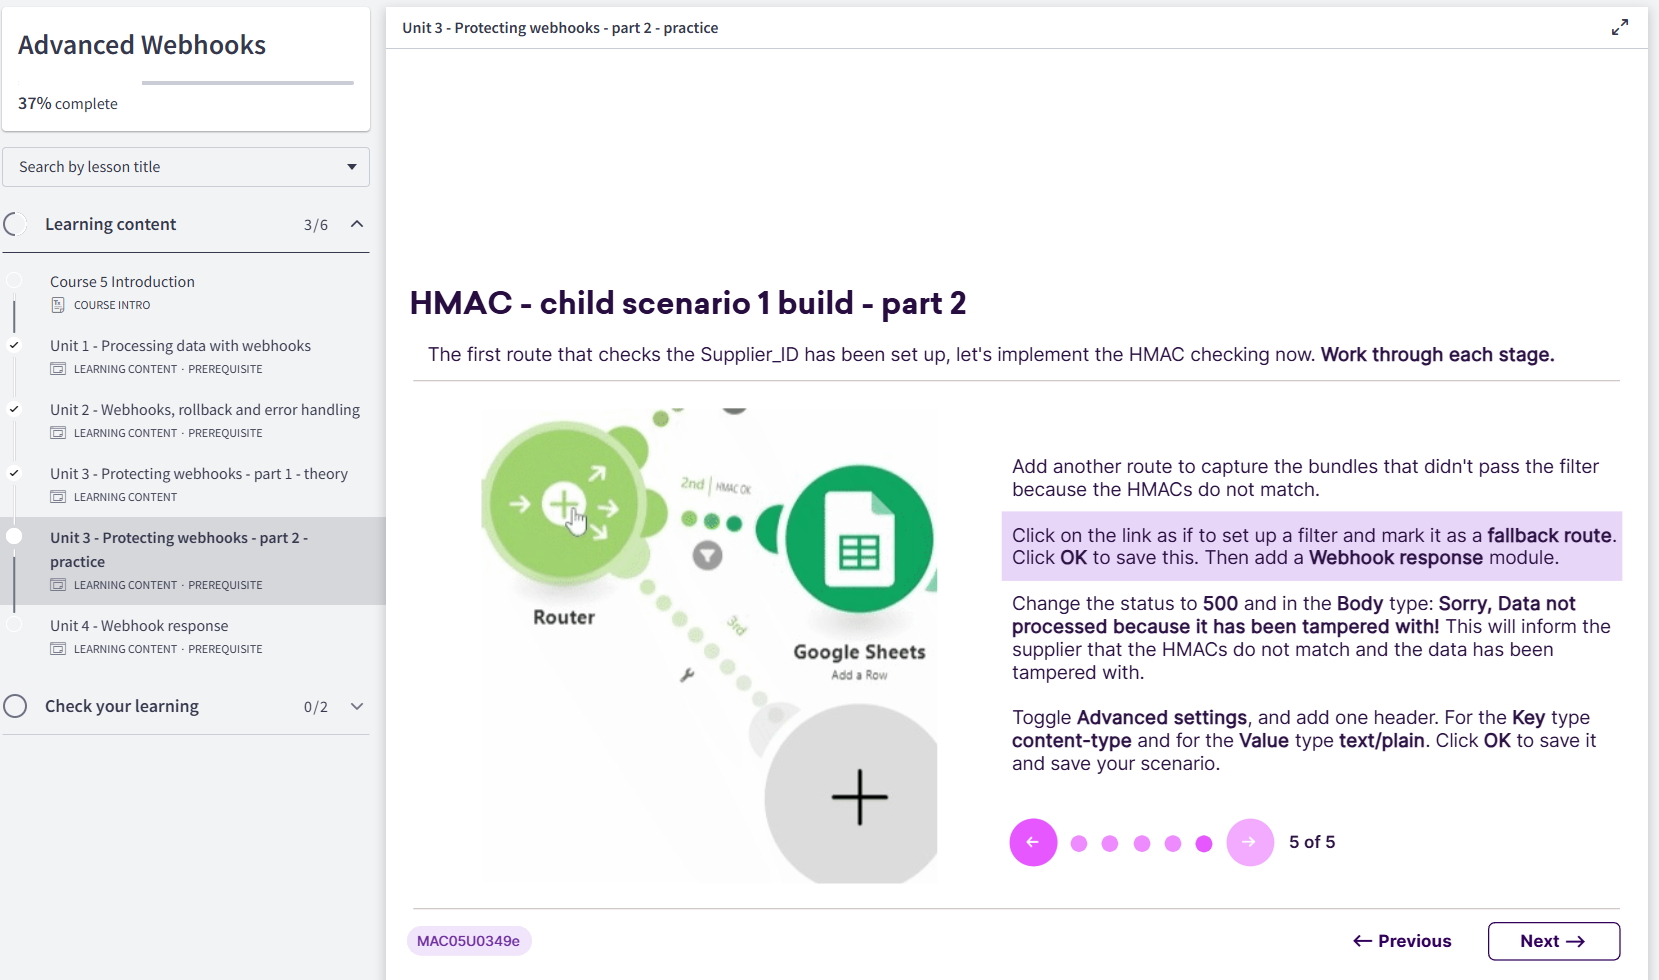 Advanced Webhooks
37% complete
Search by lesson title
Learning content 3/6
Course 5 Introduction
COURSE INTRO
Unit 1 - Processing data with webhooks
LEARNING CONTENT · PREREQUISITE
Unit 2 - Webhooks, rollback and error handling
LEARNING CONTENT · PREREQUISITE
Unit 3 - Protecting webhooks - part 1 - theory
LEARNING CONTENT
Unit 3 - Protecting webhooks - part 2 -
practice
LEARNING CONTENT · PREREQUISITE
Unit 4 - Webhook response
LEARNING CONTENT · PREREQUISITE
Check your learning 0/2
Unit 3 - Protecting webhooks - part 2 - practice
HMAC - child scenario 1 build - part 2
The first route that checks the Supplier_ID has been set up, let's implement the HMAC checking now. Work through each stage.
2nd | HMAC OK
Router
3rd
Google Sheets
Add a Row
Add another route to capture the bundles that didn't pass the filter
because the HMACs do not match.
Click on the link as if to set up a filter and mark it as a fallback route.
Click OK to save this. Then add a Webhook response module.
Change the status to 500 and in the Body type: Sorry, Data not
processed because it has been tampered with! This will inform the
supplier that the HMACs do not match and the data has been
tampered with.
Toggle Advanced settings, and add one header. For the Key type
content-type and for the Value type text/plain. Click OK to save it
and save your scenario.
5 of 5
MAC05U0349e
← Previous
Next →